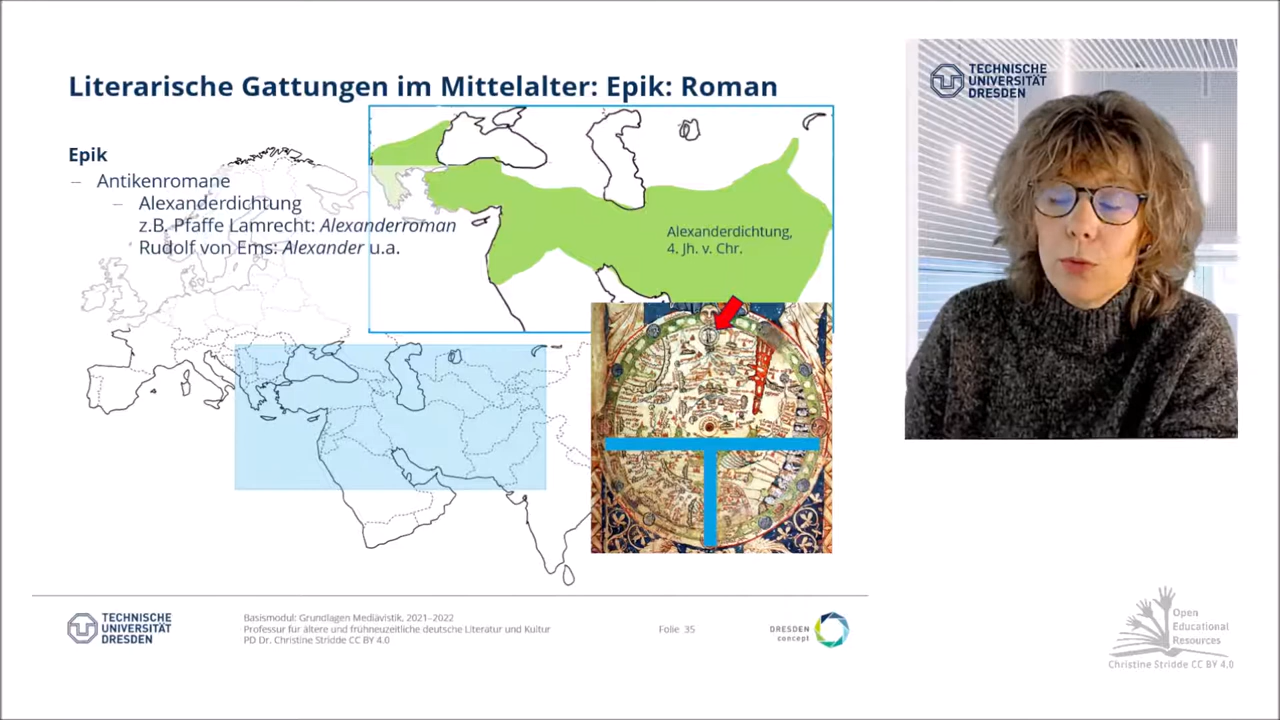 Literarische Gattungen im Mittelalter: Epik: Roman
Epik
– Antikenromane
– Alexanderdichtung
z.B. Pfaffe Lamrecht: Alexanderroman
Rudolf von Ems: Alexander u.a.
Alexanderdichtung,
4. Jh. v. Chr.
TECHNISCHE
UNIVERSITÄT
DRESDEN
TECHNISCHE
UNIVERSITÄT
DRESDEN
Basismodul: Grundlagen Mediävistik, 2021–2022
Professur für ältere und frühneuzeitliche deutsche Literatur und Kultur
PD Dr. Christine Stridde CC BY 4.0
Folie 35
DRESDEN
concept
Open
Educational
Resources
Christine Stridde CC BY 4.0